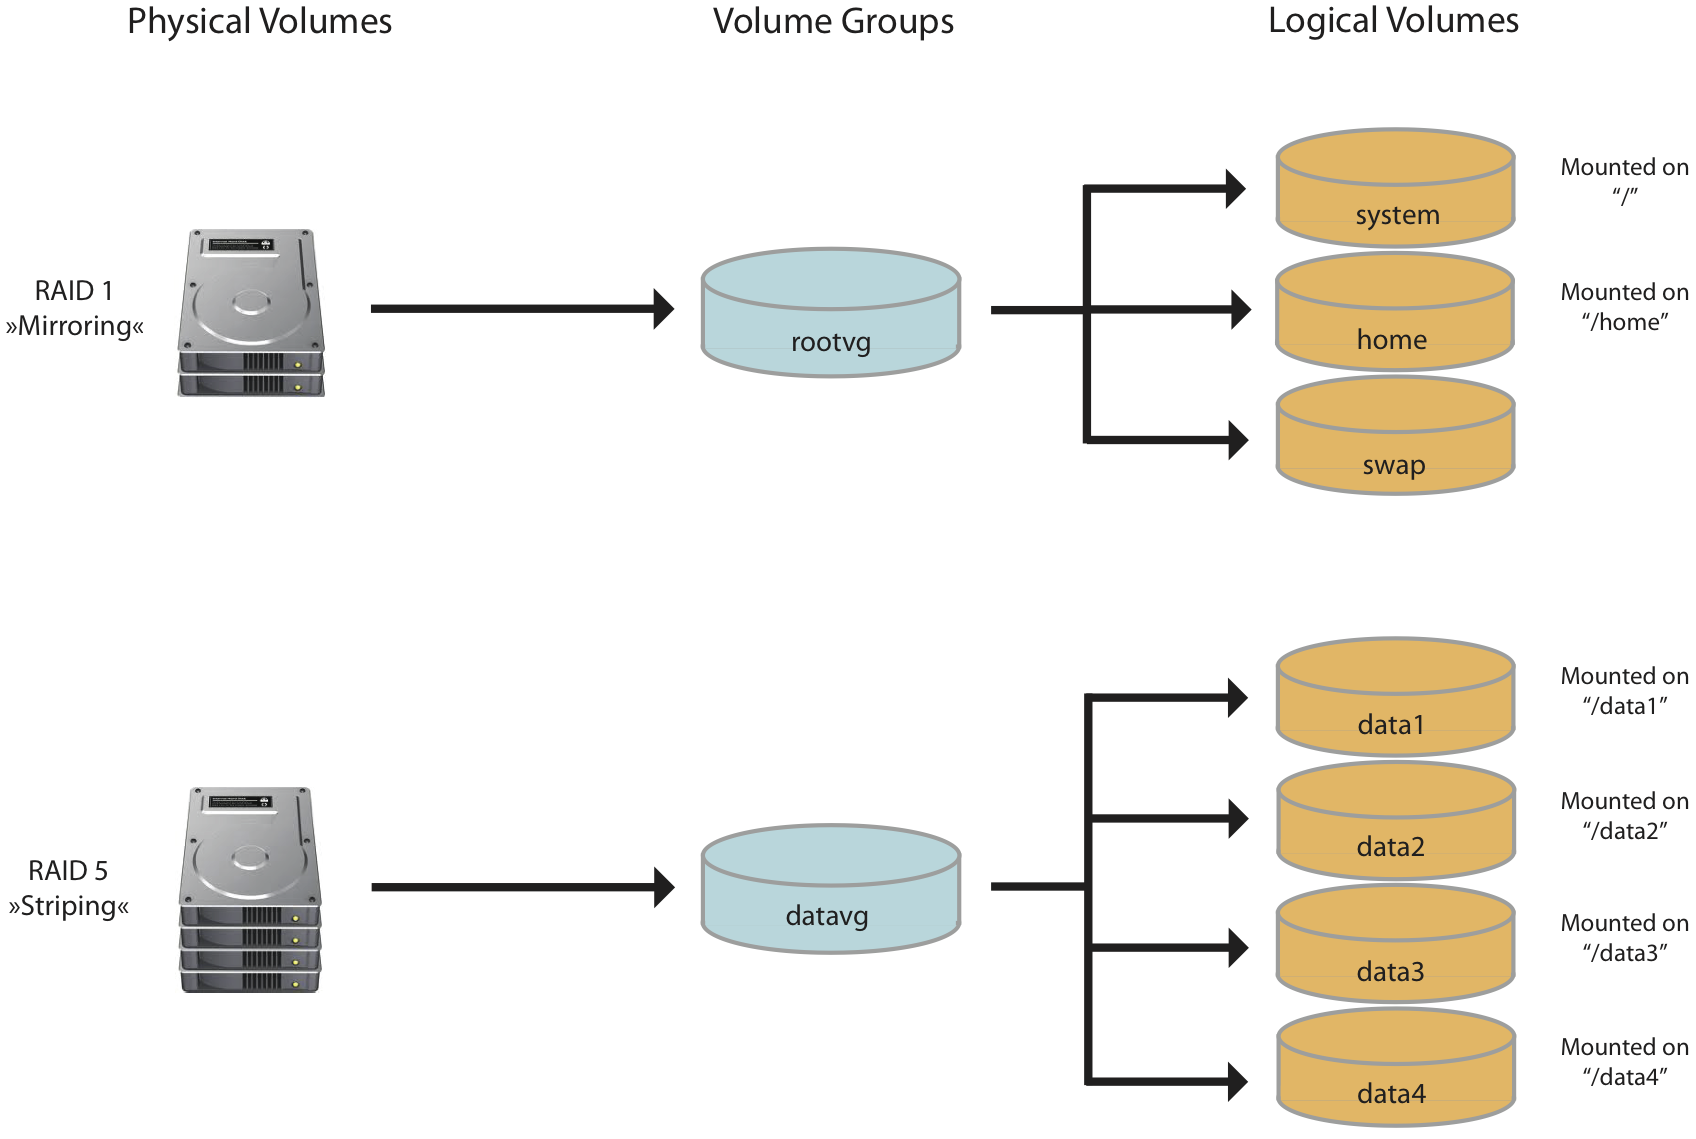 Physical Volumes
Volume Groups
Logical Volumes
RAID 1
»Mirroring«
rootvg
system
Mounted on
“/”
home
Mounted on
“/home”
swap
RAID 5
»Striping«
datavg
data1
Mounted on
“/data1”
data2
Mounted on
“/data2”
data3
Mounted on
“/data3”
data4
Mounted on
“/data4”